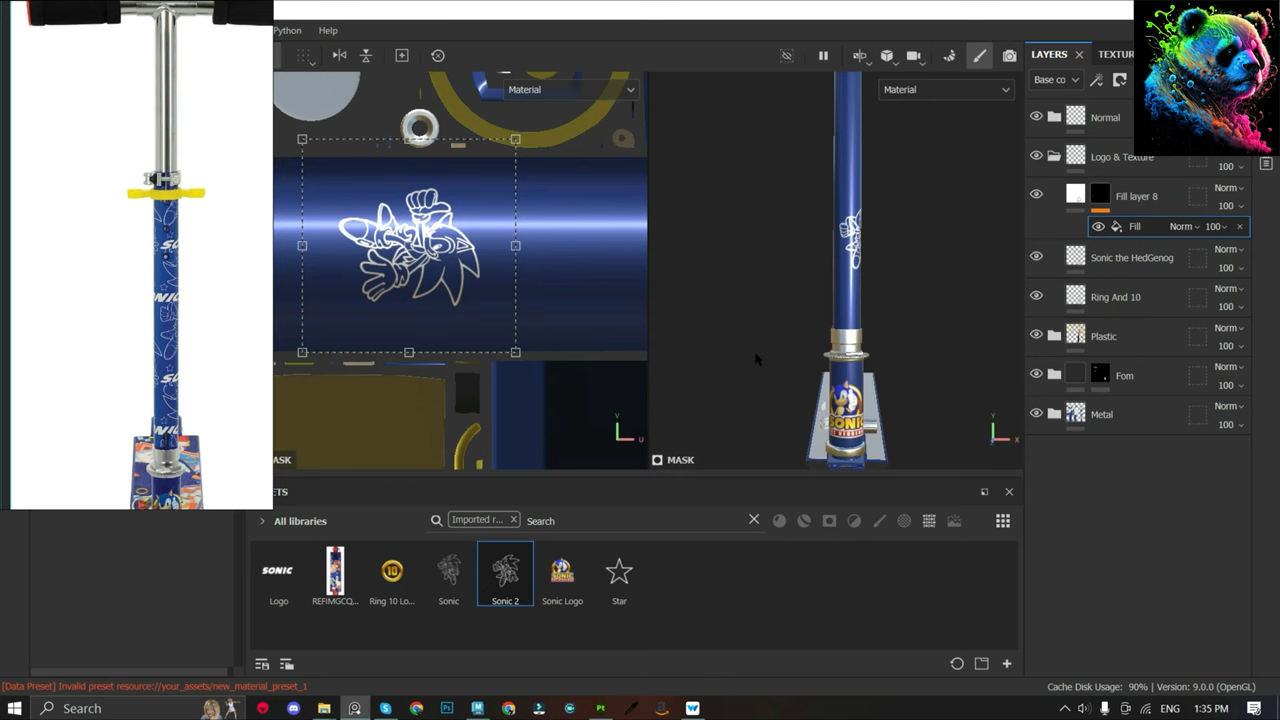 Python Help
Material
Material
LAYERS
TEXTUR
Base co
Normal
Logo & Texture
100
Fill layer 8
Norm
100
Fill
Norm
100
Sonic the HedGenog
Norm
100
Ring And 10
Norm
100
Plastic
Norm
100
Fom
Norm
100
Metal
Norm
100
V
U
Y
X
ASK
MASK
SONIC
ETS
All libraries
Imported r...
Search
Logo
REFIMGCQ...
Ring 10 Lo...
Sonic
Sonic 2
Sonic Logo
Star
SONIC
10
[Data Preset] Invalid preset resource://your_assets/new_material_preset_1
Cache Disk Usage: 90% | Version: 9.0.0 (OpenGL)
Search
Ps
Pt
1:35 PM